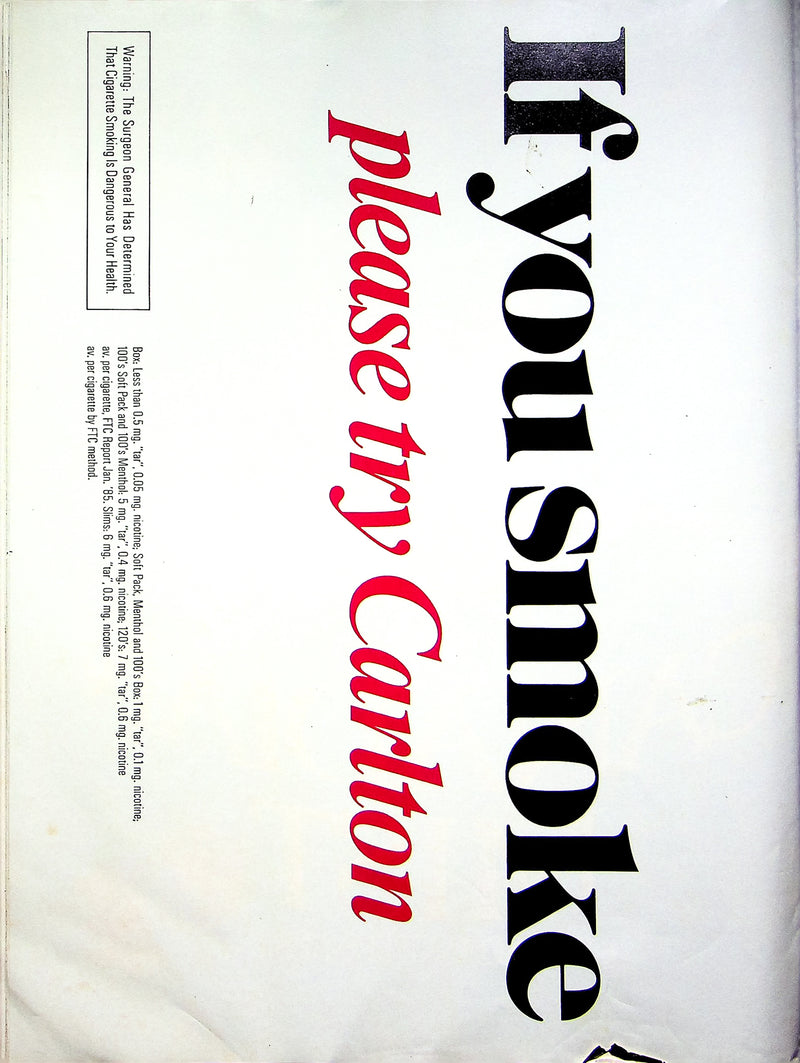 If you smoke
please try Carlton
Warning: The Surgeon General Has Determined
That Cigarette Smoking Is Dangerous to Your Health.
Box: Less than 0.5 mg. "tar", 0.05 mg. nicotine; Soft Pack, Menthol and 100's Box: 1 mg. "tar", 0.1 mg. nicotine;
100's Soft Pack and 100's Menthol: 5 mg. "tar", 0.4 mg. nicotine; 120's: 7 mg. "tar", 0.6 mg. nicotine
av. per cigarette, FTC Report Jan. '85. Slims: 6 mg. "tar", 0.6 mg. nicotine
av. per cigarette by FTC method.